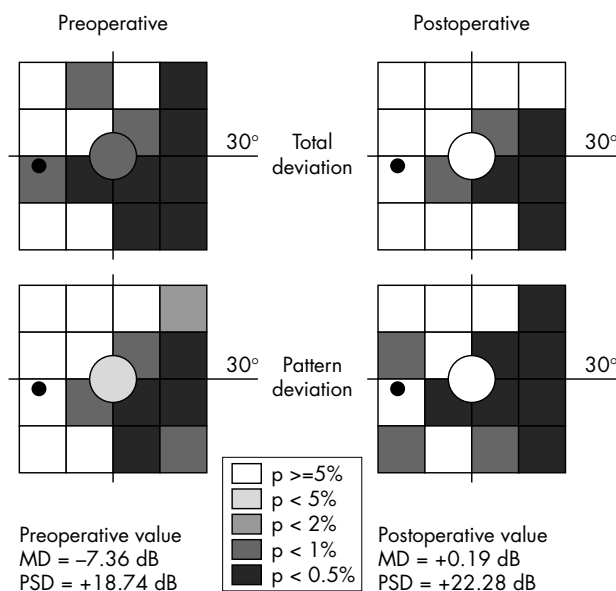 Preoperative
Postoperative
30°
Total
deviation
30°
30°
Pattern
deviation
30°
p >=5%
p < 5%
p < 2%
p < 1%
p < 0.5%
Preoperative value
MD = –7.36 dB
PSD = +18.74 dB
Postoperative value
MD = +0.19 dB
PSD = +22.28 dB